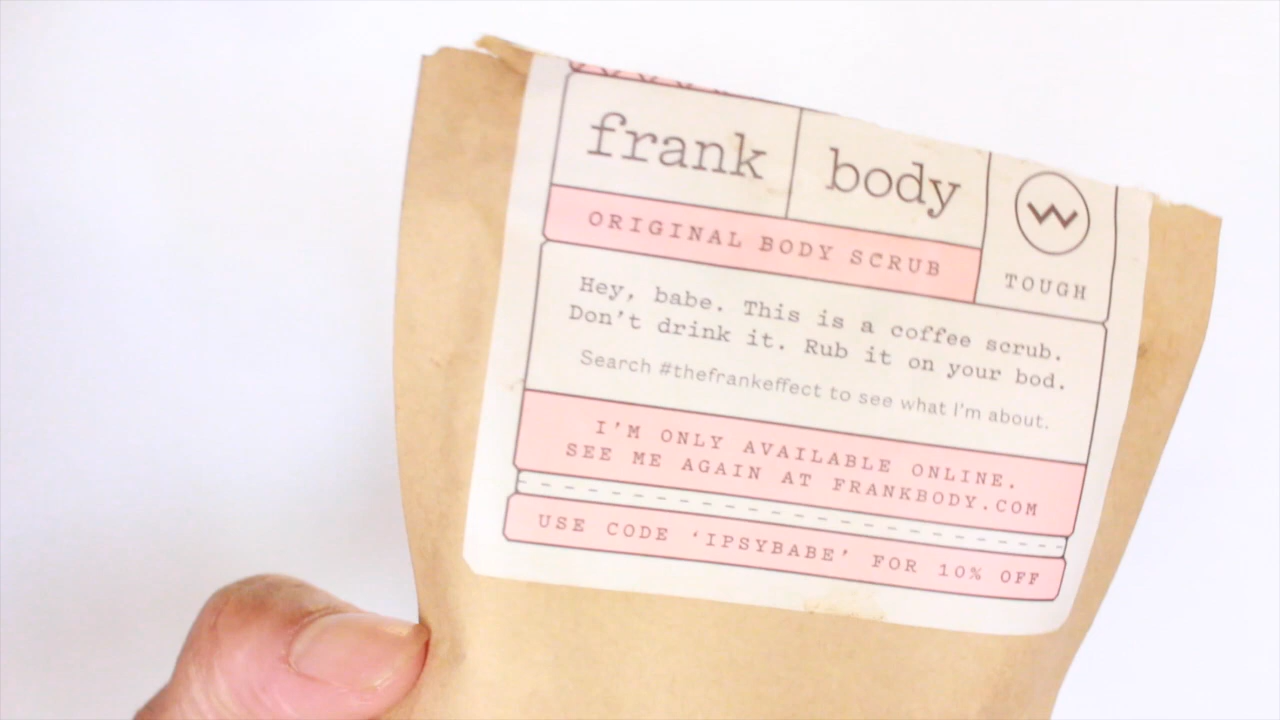 frank body
ORIGINAL BODY SCRUB
TOUGH
Hey, babe. This is a coffee scrub.
Don't drink it. Rub it on your bod.
Search #thefrankeffect to see what I'm about.
I'M ONLY AVAILABLE ONLINE.
SEE ME AGAIN AT FRANKBODY.COM
USE CODE 'IPSYBABE' FOR 10% OFF